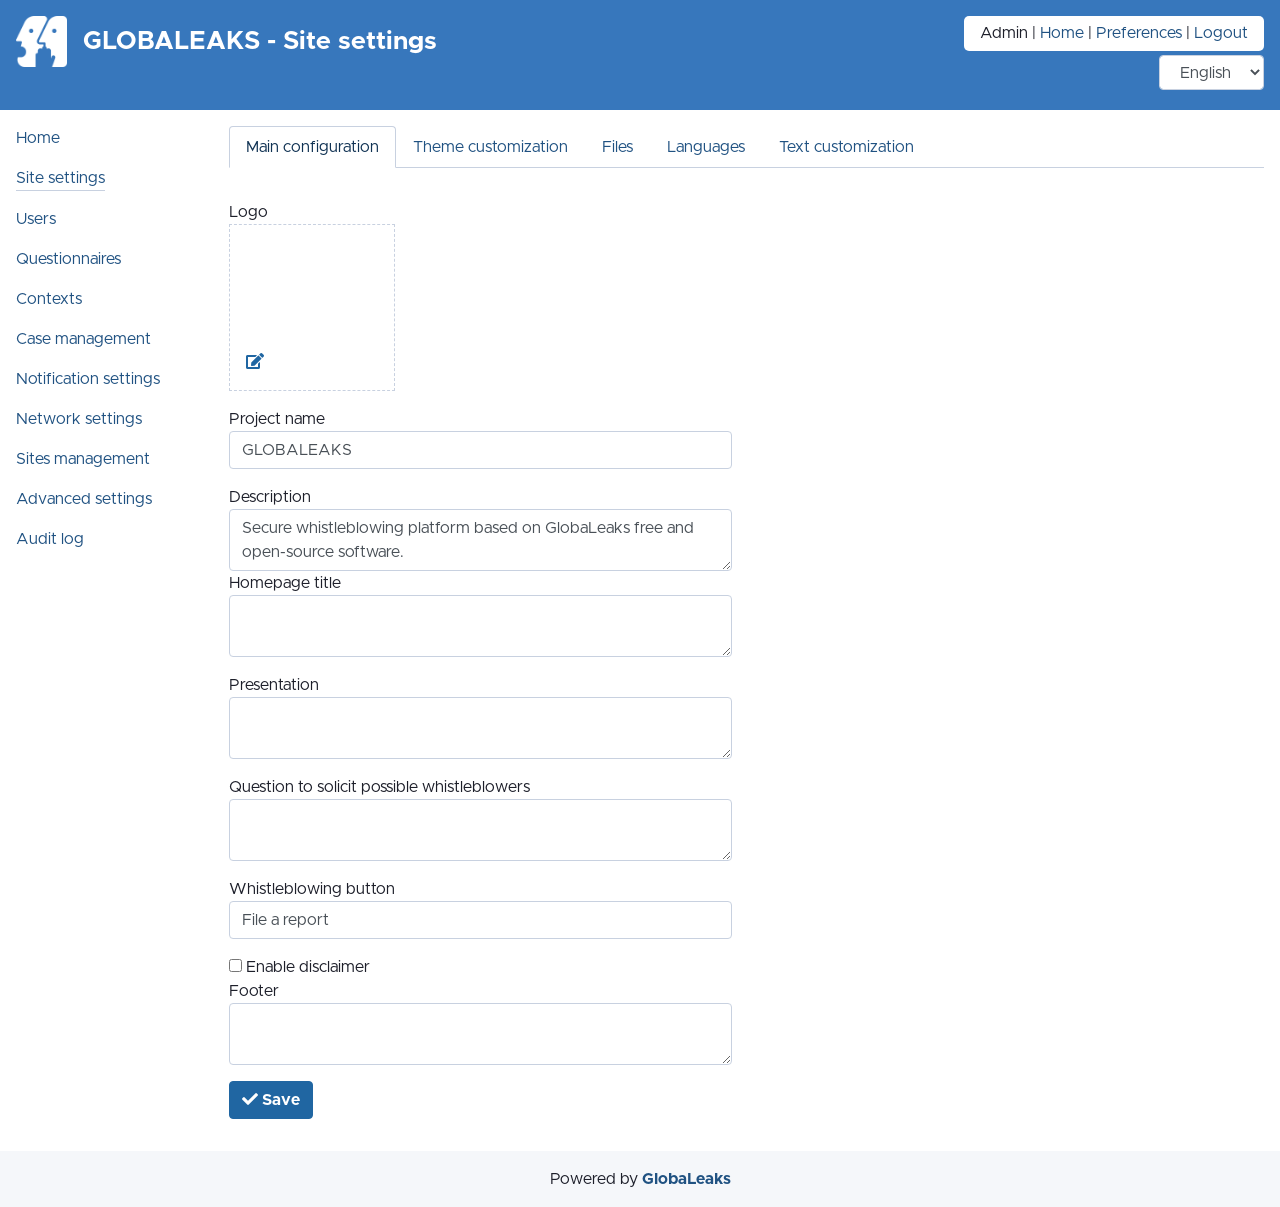 GLOBALEAKS - Site settings
Admin | Home | Preferences | Logout
English
Home
Site settings
Users
Questionnaires
Contexts
Case management
Notification settings
Network settings
Sites management
Advanced settings
Audit log
Main configuration
Theme customization
Files
Languages
Text customization
Logo
Project name
GLOBALEAKS
Description
Secure whistleblowing platform based on GlobaLeaks free and
open-source software.
Homepage title
Presentation
Question to solicit possible whistleblowers
Whistleblowing button
File a report
Enable disclaimer
Footer
Save
Powered by GlobaLeaks